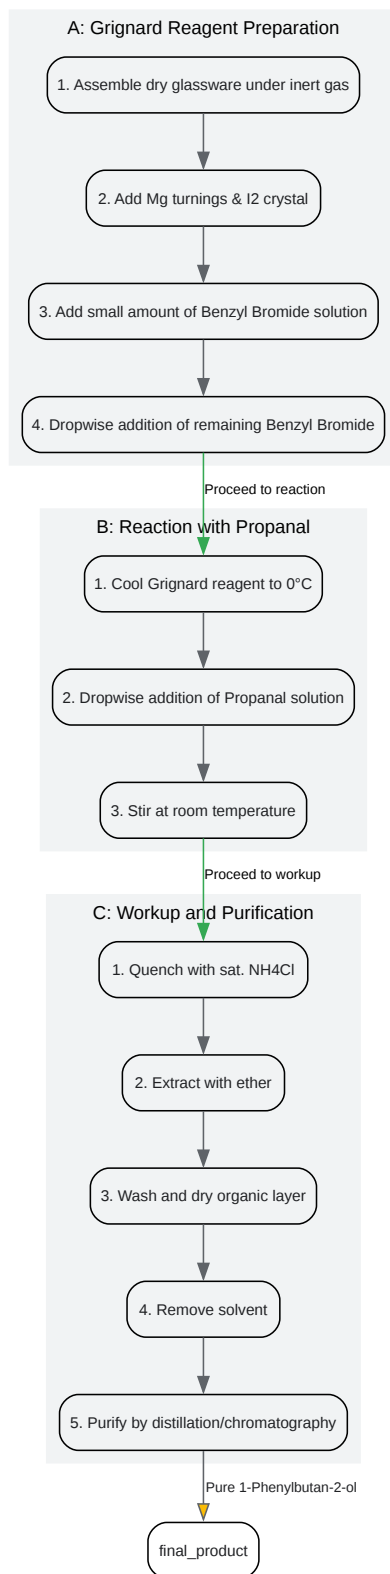 A: Grignard Reagent Preparation
1. Assemble dry glassware under inert gas
2. Add Mg turnings & I2 crystal
3. Add small amount of Benzyl Bromide solution
4. Dropwise addition of remaining Benzyl Bromide
Proceed to reaction
B: Reaction with Propanal
1. Cool Grignard reagent to 0°C
2. Dropwise addition of Propanal solution
3. Stir at room temperature
Proceed to workup
C: Workup and Purification
1. Quench with sat. NH4Cl
2. Extract with ether
3. Wash and dry organic layer
4. Remove solvent
5. Purify by distillation/chromatography
Pure 1-Phenylbutan-2-ol
final_product